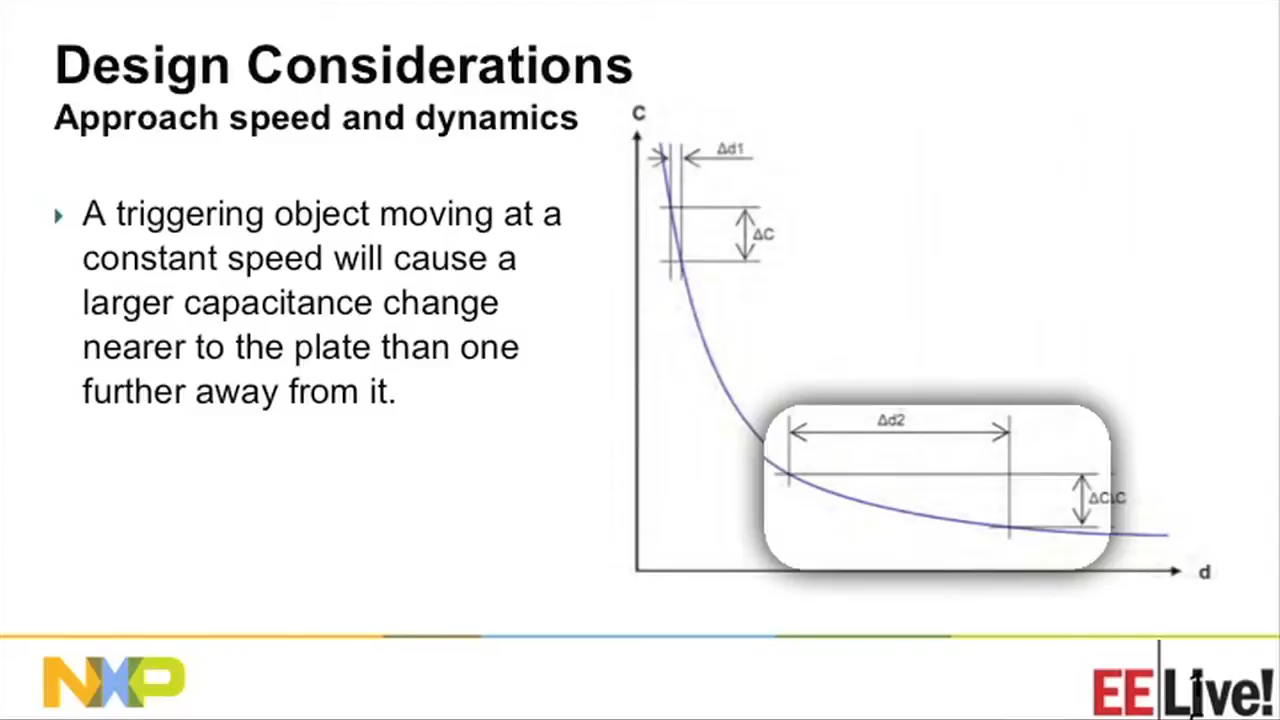 Design Considerations
Approach speed and dynamics
A triggering object moving at a
constant speed will cause a
larger capacitance change
nearer to the plate than one
further away from it.
C
Δd1
ΔC
Δd2
ΔC
d
NXP
EE Live!